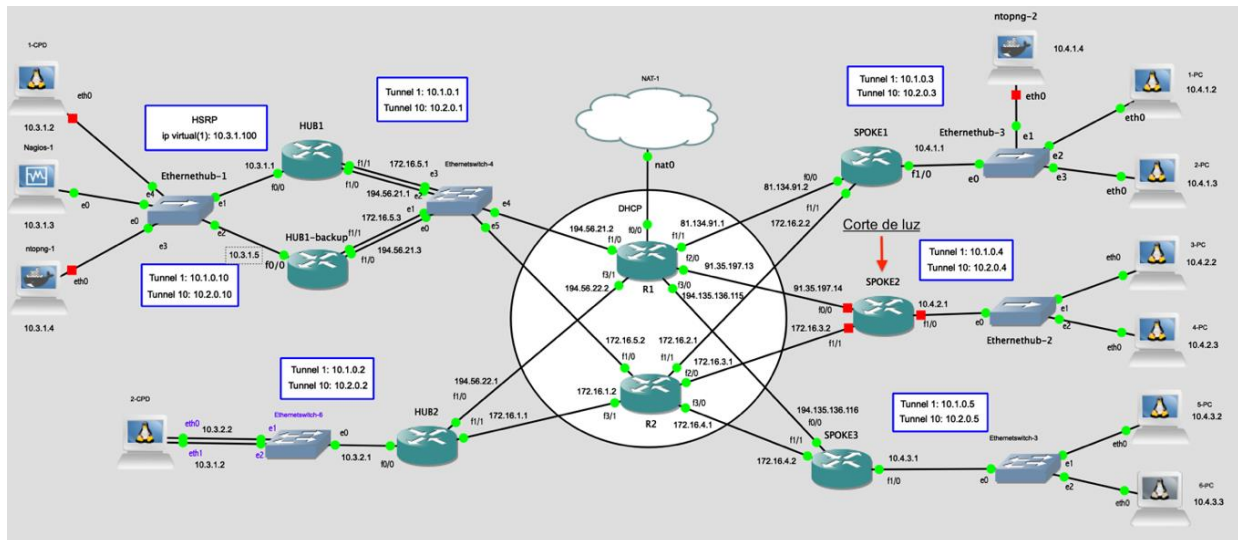 1-CPD
eth0
10.3.1.2
Nagios-1
e0
10.3.1.3
ntopng-1
eth0
10.3.1.4
HSRP
ip virtual(1): 10.3.1.100
Ethernethub-1
e4
e0
e3
e1
e2
10.3.1.1
f0/0
HUB1
f1/1
f1/0
10.3.1.5
f0/0
HUB1-backup
f1/1
f1/0
Tunnel 1: 10.1.0.10
Tunnel 10: 10.2.0.10
Tunnel 1: 10.1.0.1
Tunnel 10: 10.2.0.1
172.16.5.1
194.56.21.1
172.16.5.3
194.56.21.3
Ethernetswitch-4
e3
e2
e1
e0
e4
e5
NAT-1
nat0
DHCP
f0/0
194.56.21.2
f1/0
81.134.91.1
f1/1
f2/0
91.35.197.13
f3/0
194.135.136.115
194.56.22.2
f3/1
R1
172.16.5.2
f1/0
172.16.2.1
f1/1
172.16.3.1
f2/0
172.16.1.2
f3/1
f3/0
172.16.4.1
R2
Tunnel 1: 10.1.0.2
Tunnel 10: 10.2.0.2
2-CPD
eth0
10.3.2.2
eth1
10.3.1.2
Ethernetswitch-6
e1
e2
e0
10.3.2.1
f0/0
HUB2
194.56.22.1
f1/0
172.16.1.1
f1/1
Tunnel 1: 10.1.0.3
Tunnel 10: 10.2.0.3
SPOKE1
f0/0
81.134.91.2
f1/1
172.16.2.2
10.4.1.1
f1/0
Ethernethub-3
e0
e1
e2
e3
ntopng-2
10.4.1.4
eth0
1-PC
10.4.1.2
eth0
2-PC
10.4.1.3
eth0
Corte de luz
SPOKE2
91.35.197.14
f0/0
172.16.3.2
f1/1
10.4.2.1
f1/0
Tunnel 1: 10.1.0.4
Tunnel 10: 10.2.0.4
Ethernethub-2
e0
e1
e2
3-PC
eth0
10.4.2.2
4-PC
eth0
10.4.2.3
194.135.136.116
f0/0
SPOKE3
f1/1
172.16.4.2
10.4.3.1
f1/0
Tunnel 1: 10.1.0.5
Tunnel 10: 10.2.0.5
Ethernetswitch-3
e0
e1
e2
5-PC
eth0
10.4.3.2
6-PC
eth0
10.4.3.3